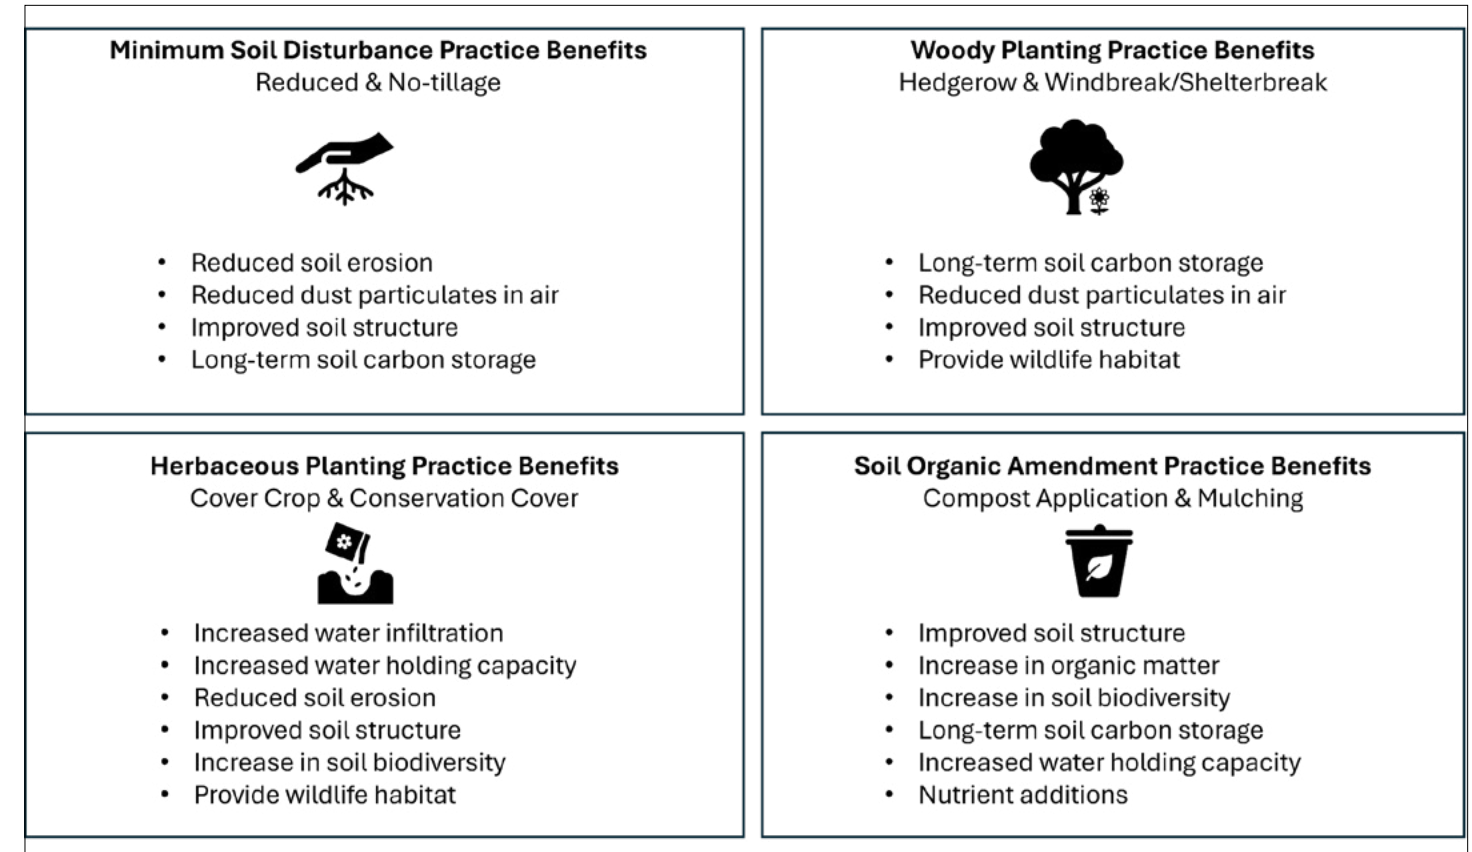 Minimum Soil Disturbance Practice Benefits
Reduced & No-tillage
• Reduced soil erosion
• Reduced dust particulates in air
• Improved soil structure
• Long-term soil carbon storage
Woody Planting Practice Benefits
Hedgerow & Windbreak/Shelterbreak
• Long-term soil carbon storage
• Reduced dust particulates in air
• Improved soil structure
• Provide wildlife habitat
Herbaceous Planting Practice Benefits
Cover Crop & Conservation Cover
• Increased water infiltration
• Increased water holding capacity
• Reduced soil erosion
• Improved soil structure
• Increase in soil biodiversity
• Provide wildlife habitat
Soil Organic Amendment Practice Benefits
Compost Application & Mulching
• Improved soil structure
• Increase in organic matter
• Increase in soil biodiversity
• Long-term soil carbon storage
• Increased water holding capacity
• Nutrient additions